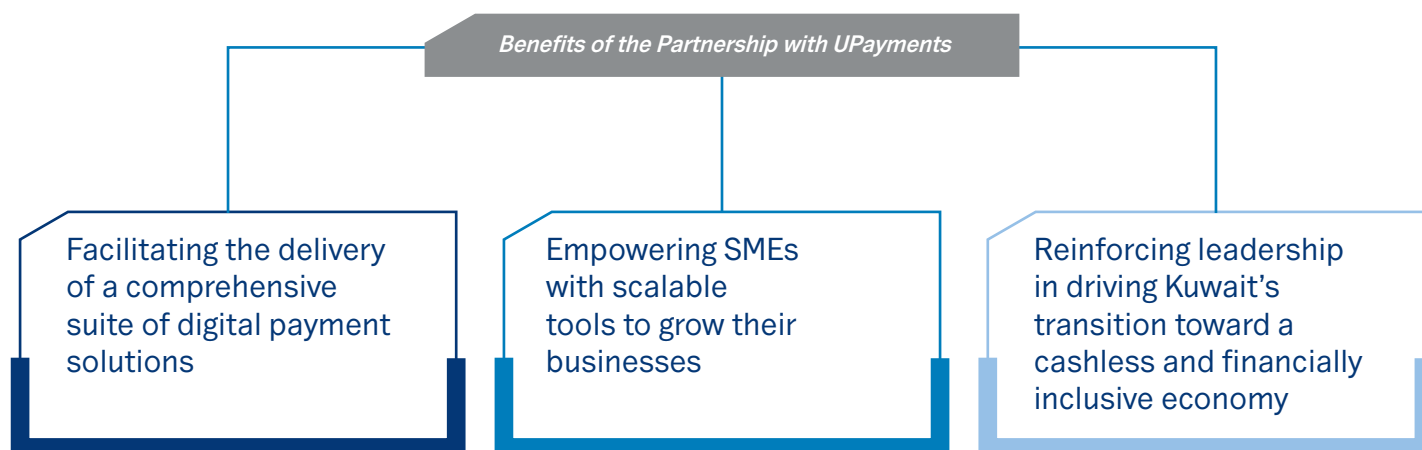 Benefits of the Partnership with UPayments
Facilitating the delivery
of a comprehensive
suite of digital payment
solutions
Empowering SMEs
with scalable
tools to grow their
businesses
Reinforcing leadership
in driving Kuwait’s
transition toward a
cashless and financially
inclusive economy